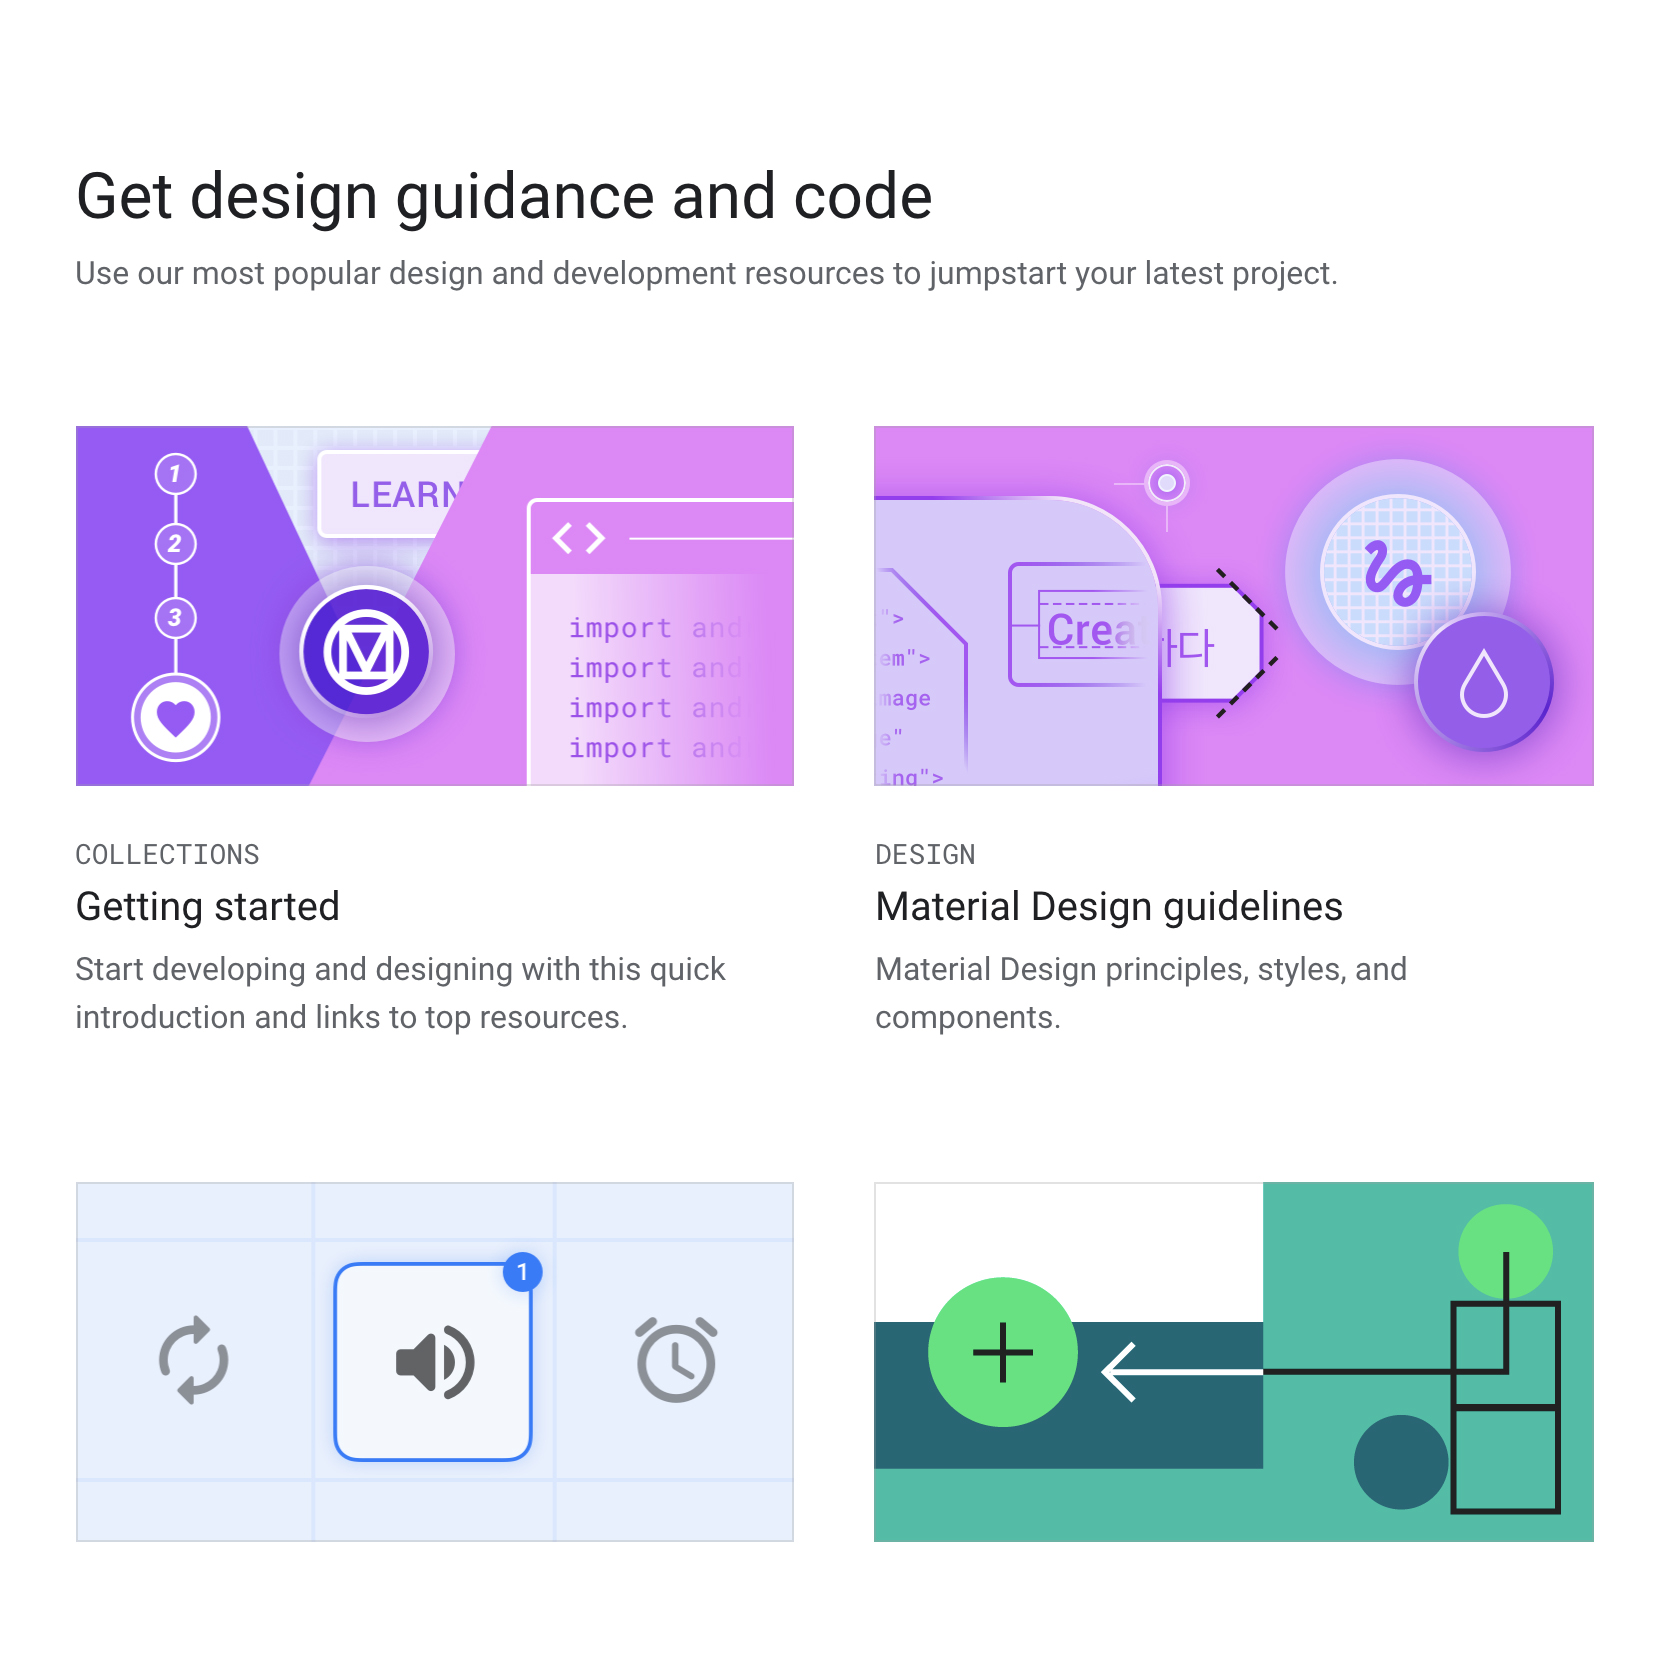 Get design guidance and code
Use our most popular design and development resources to jumpstart your latest project.
1
2
3
LEARN
< >
import and
import and
import and
import and
">
em">
mage
e"
ing">
Crea
다
COLLECTIONS
Getting started
Start developing and designing with this quick
introduction and links to top resources.
DESIGN
Material Design guidelines
Material Design principles, styles, and
components.
1